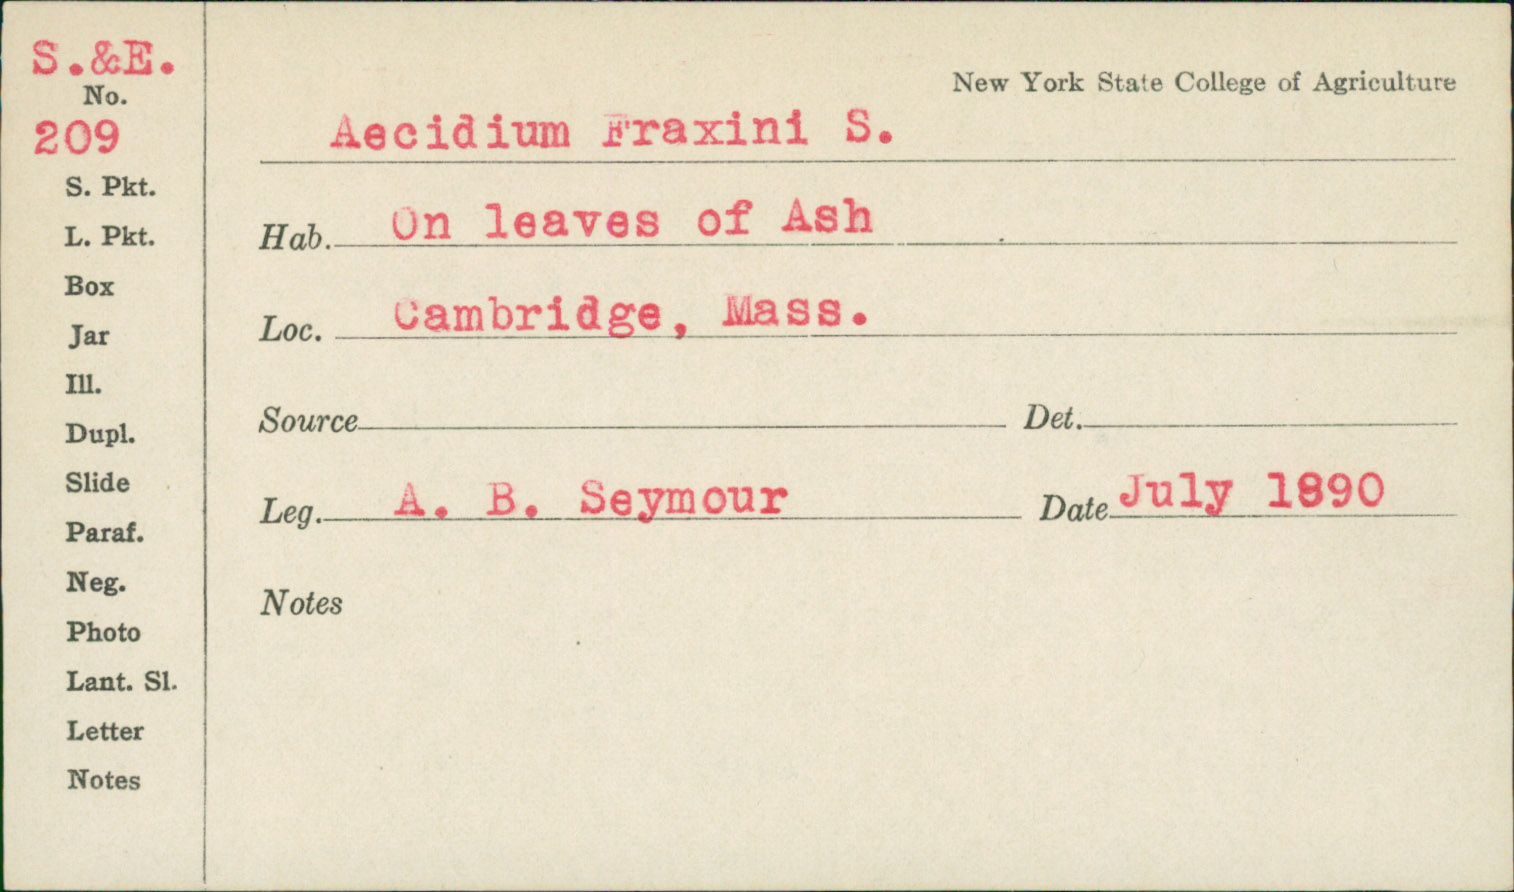 S.&E.
No.
209
S. Pkt.
L. Pkt.
Box
Jar
Ill.
Dupl.
Slide
Paraf.
Neg.
Photo
Lant. Sl.
Letter
Notes
New York State College of Agriculture
Aecidium Fraxini S.
Hab. On leaves of Ash
Loc. Cambridge, Mass.
Source Det.
Leg. A. B. Seymour Date July 1890
Notes